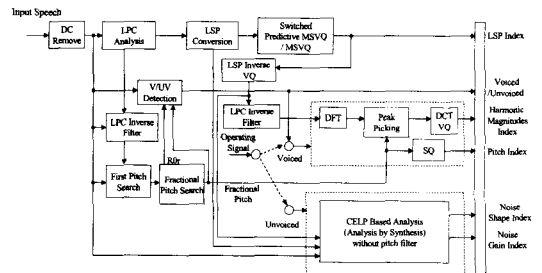 Input Speech
DC
Remove
LPC
Analysis
LSP
Conversion
Switched
Predictive MSVQ
/ MSVQ
LSP Index
LSP Inverse
VQ
V/UV
Detection
Voiced
/Unvoiced
LPC Inverse
Filter
LPC Inverse
Filter
DFT
Peak
Picking
DCT
VQ
Harmonic
Magnitudes
Index
Operating
Signal
Voiced
SQ
Pitch Index
R0r
First Pitch
Search
Fractional
Pitch Search
Fractional
Pitch
Unvoiced
CELP Based Analysis
(Analysis by Synthesis)
without pitch filter
Noise
Shape Index
Noise
Gain Index